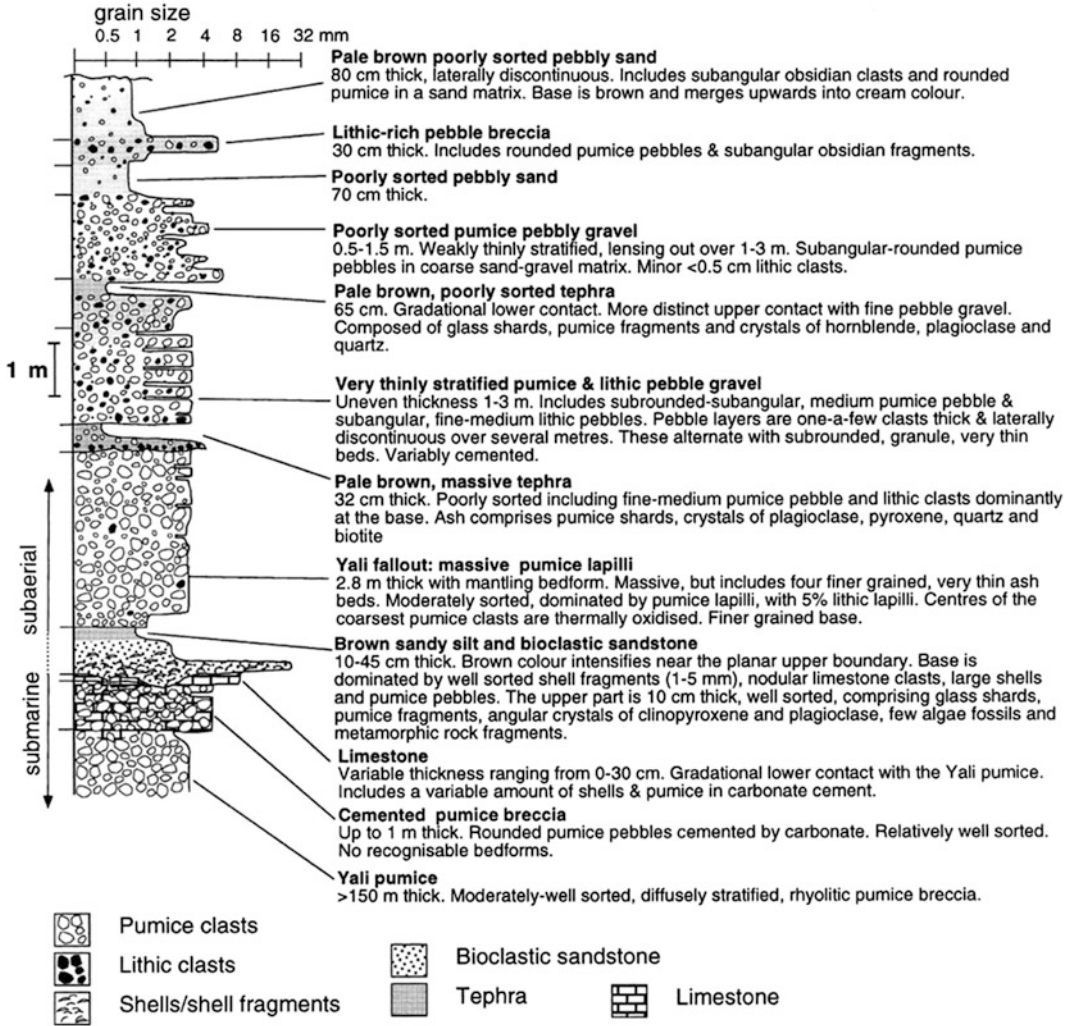 grain size
0.5 1 2 4 8 16 32 mm
Pale brown poorly sorted pebbly sand
80 cm thick, laterally discontinuous. Includes subangular obsidian clasts and rounded
pumice in a sand matrix. Base is brown and merges upwards into cream colour.
Lithic-rich pebble breccia
30 cm thick. Includes rounded pumice pebbles & subangular obsidian fragments.
Poorly sorted pebbly sand
70 cm thick.
Poorly sorted pumice pebbly gravel
0.5-1.5 m. Weakly thinly stratified, lensing out over 1-3 m. Subangular-rounded pumice
pebbles in coarse sand-gravel matrix. Minor <0.5 cm lithic clasts.
Pale brown, poorly sorted tephra
65 cm. Gradational lower contact. More distinct upper contact with fine pebble gravel.
Composed of glass shards, pumice fragments and crystals of hornblende, plagioclase and
quartz.
1 m
Very thinly stratified pumice & lithic pebble gravel
Uneven thickness 1-3 m. Includes subrounded-subangular, medium pumice pebble &
subangular, fine-medium lithic pebbles. Pebble layers are one-a-few clasts thick & laterally
discontinuous over several metres. These alternate with subrounded, granule, very thin
beds. Variably cemented.
Pale brown, massive tephra
32 cm thick. Poorly sorted including fine-medium pumice pebble and lithic clasts dominantly
at the base. Ash comprises pumice shards, crystals of plagioclase, pyroxene, quartz and
biotite
subaerial
Yali fallout: massive pumice lapilli
2.8 m thick with mantling bedform. Massive, but includes four finer grained, very thin ash
beds. Moderately sorted, dominated by pumice lapilli, with 5% lithic lapilli. Centres of the
coarsest pumice clasts are thermally oxidised. Finer grained base.
Brown sandy silt and bioclastic sandstone
10-45 cm thick. Brown colour intensifies near the planar upper boundary. Base is
dominated by well sorted shell fragments (1-5 mm), nodular limestone clasts, large shells
and pumice pebbles. The upper part is 10 cm thick, well sorted, comprising glass shards,
pumice fragments, angular crystals of clinopyroxene and plagioclase, few algae fossils and
metamorphic rock fragments.
submarine
Limestone
Variable thickness ranging from 0-30 cm. Gradational lower contact with the Yali pumice.
Includes a variable amount of shells & pumice in carbonate cement.
Cemented pumice breccia
Up to 1 m thick. Rounded pumice pebbles cemented by carbonate. Relatively well sorted.
No recognisable bedforms.
Yali pumice
>150 m thick. Moderately-well sorted, diffusely stratified, rhyolitic pumice breccia.
Pumice clasts
Lithic clasts
Shells/shell fragments
Bioclastic sandstone
Tephra
Limestone